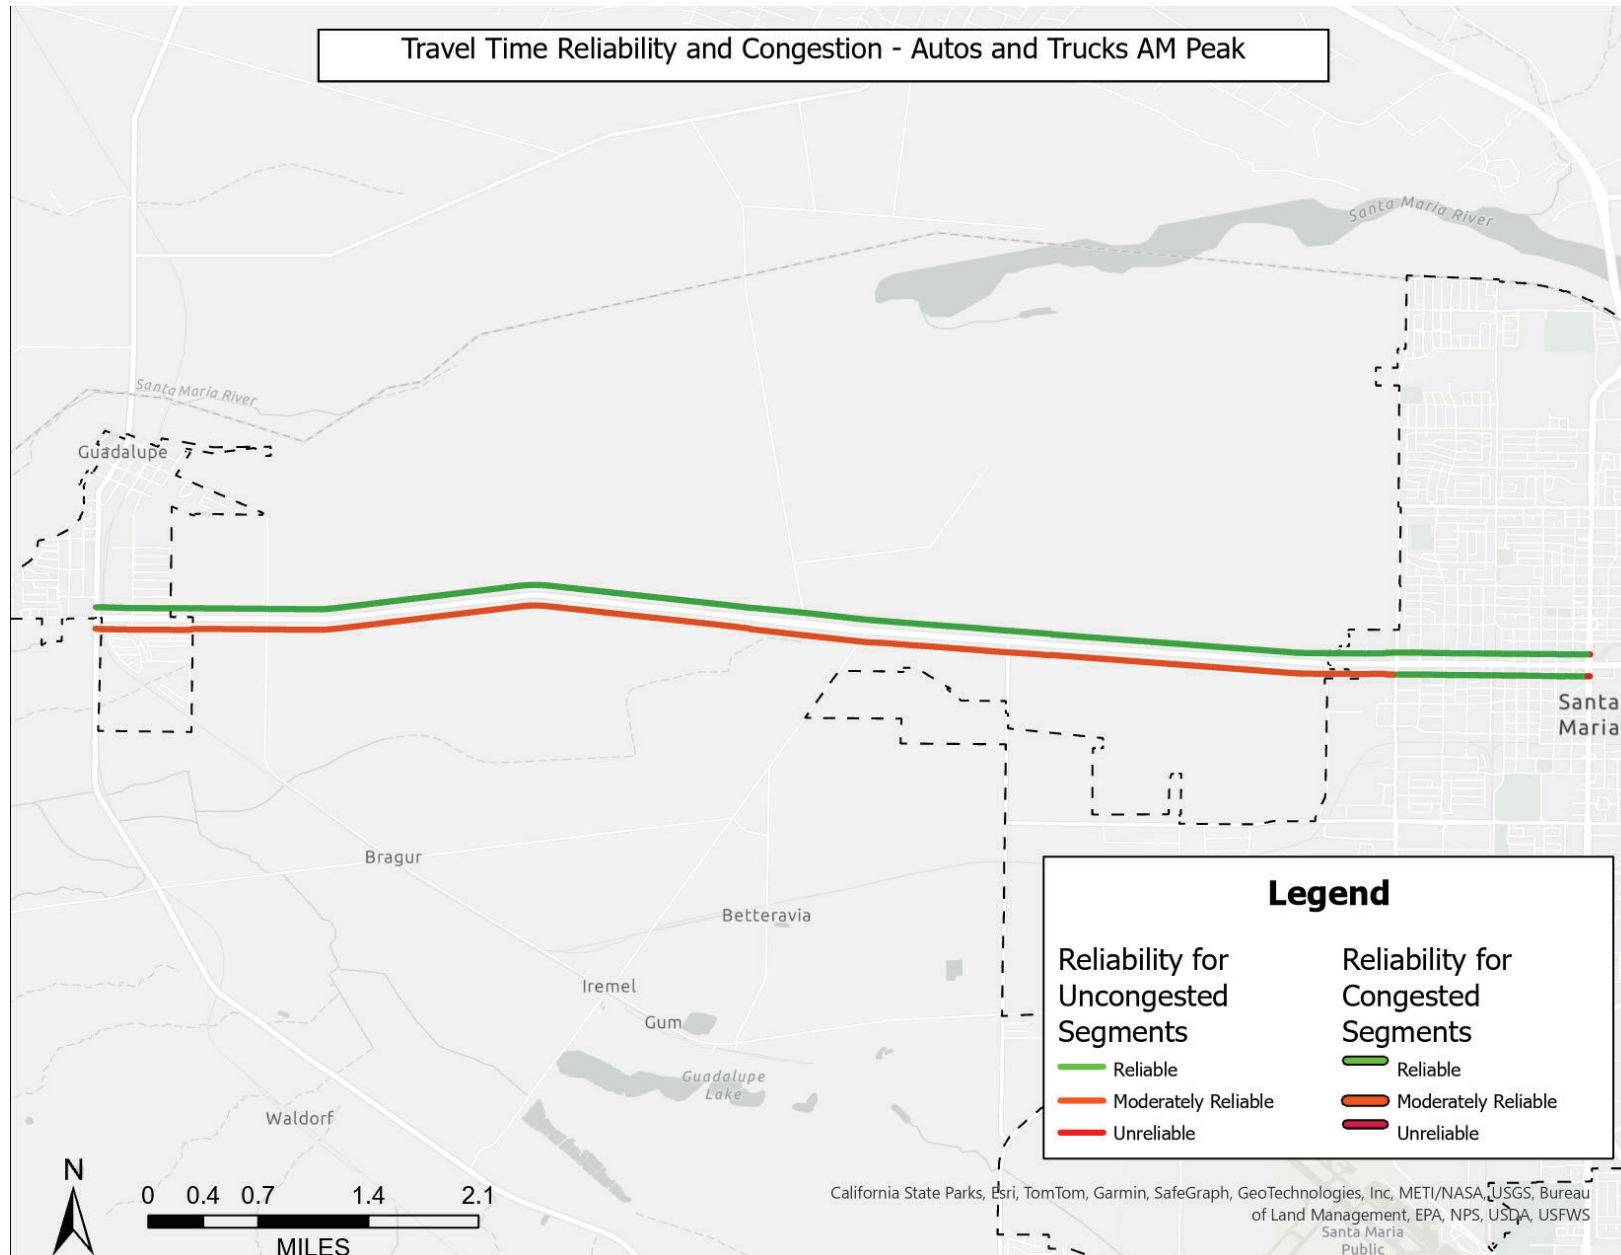 Travel Time Reliability and Congestion - Autos and Trucks AM Peak
Santa Maria River
Santa Maria River
Guadalupe
Santa
Maria
Bragur
Betteravia
Iremel
Gum
Guadalupe
Lake
Waldorf
Legend
Reliability for
Uncongested
Segments
Reliable
Moderately Reliable
Unreliable
Reliability for
Congested
Segments
Reliable
Moderately Reliable
Unreliable
N
0 0.4 0.7 1.4 2.1
MILES
California State Parks, Esri, TomTom, Garmin, SafeGraph, GeoTechnologies, Inc, METI/NASA, USGS, Bureau
of Land Management, EPA, NPS, USDA, USFWS
Santa Maria
Public